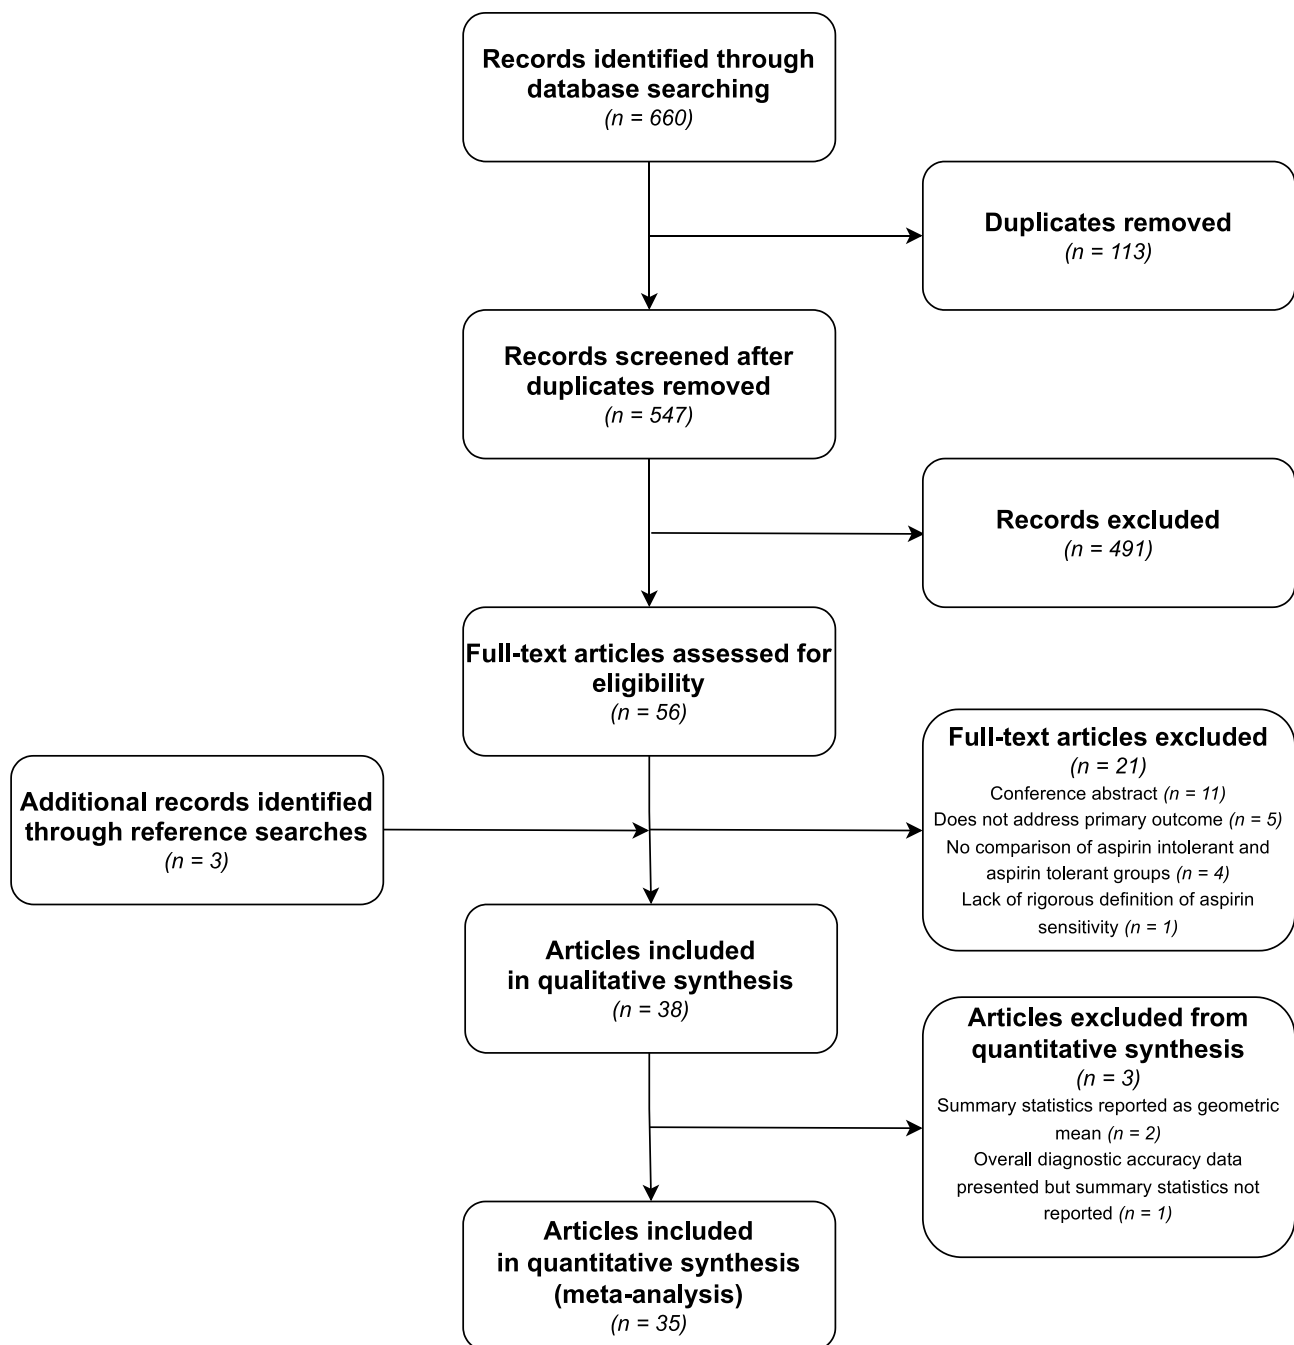 Records identified through
database searching
(n = 660)
Duplicates removed
(n = 113)
Records screened after
duplicates removed
(n = 547)
Records excluded
(n = 491)
Full-text articles assessed for
eligibility
(n = 56)
Additional records identified
through reference searches
(n = 3)
Full-text articles excluded
(n = 21)
Conference abstract (n = 11)
Does not address primary outcome (n = 5)
No comparison of aspirin intolerant and
aspirin tolerant groups (n = 4)
Lack of rigorous definition of aspirin
sensitivity (n = 1)
Articles included
in qualitative synthesis
(n = 38)
Articles excluded from
quantitative synthesis
(n = 3)
Summary statistics reported as geometric
mean (n = 2)
Overall diagnostic accuracy data
presented but summary statistics not
reported (n = 1)
Articles included
in quantitative synthesis
(meta-analysis)
(n = 35)